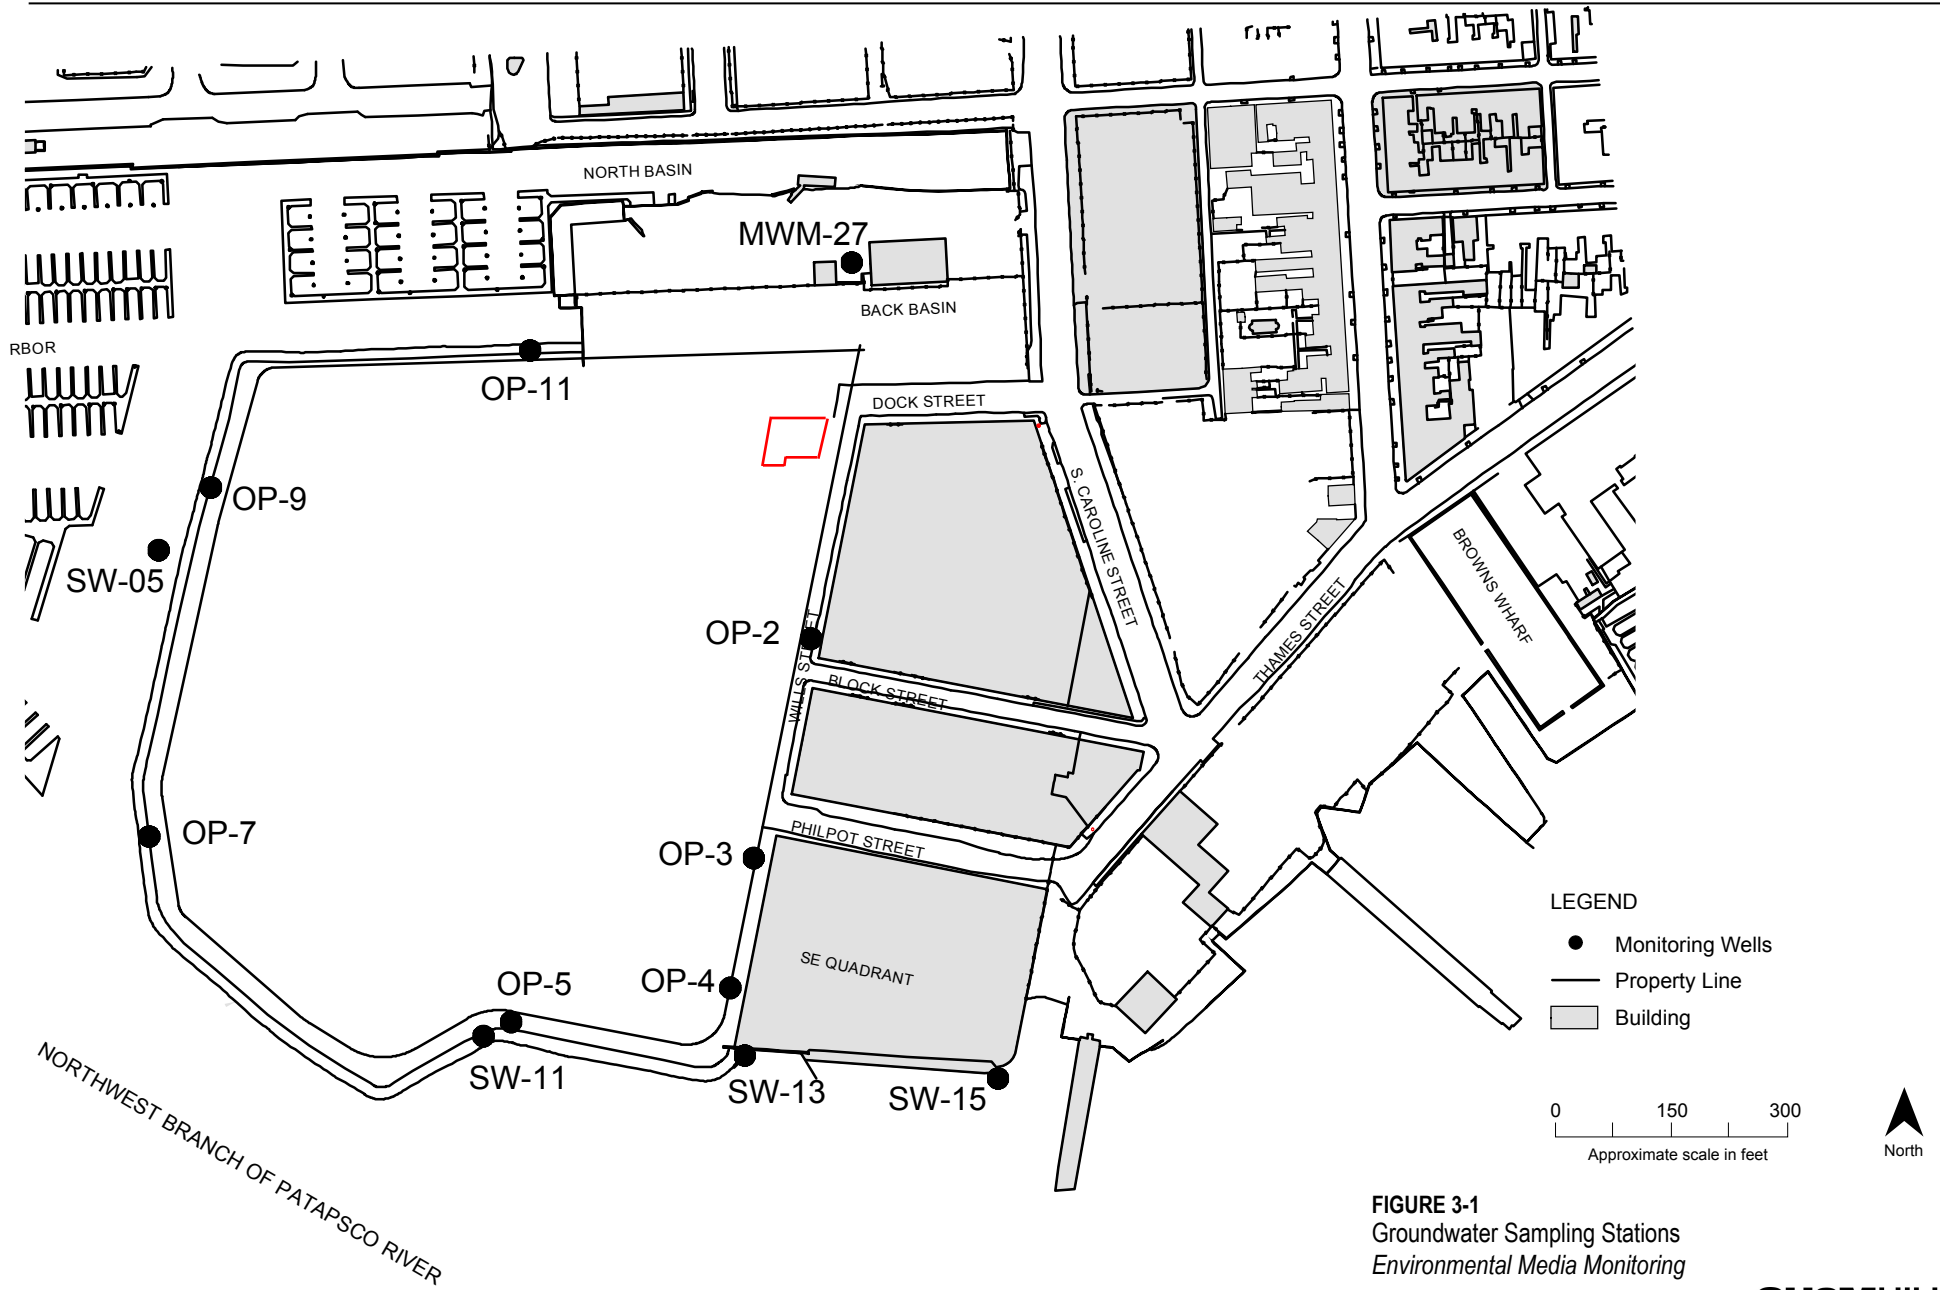 NORTH BASIN
MWM-27
BACK BASIN
RBOR
OP-11
DOCK STREET
OP-9
S. CAROLINE STREET
SW-05
BROWNS WHARF
THAMES STREET
OP-2
WILLS STREET
BLOCK STREET
OP-7
PHILPOT STREET
OP-3
SE QUADRANT
OP-4
OP-5
SW-11
SW-13
SW-15
NORTHWEST BRANCH OF PATAPSCO RIVER
LEGEND
Monitoring Wells
Property Line
Building
0 150 300
Approximate scale in feet
North
FIGURE 3-1
Groundwater Sampling Stations
Environmental Media Monitoring